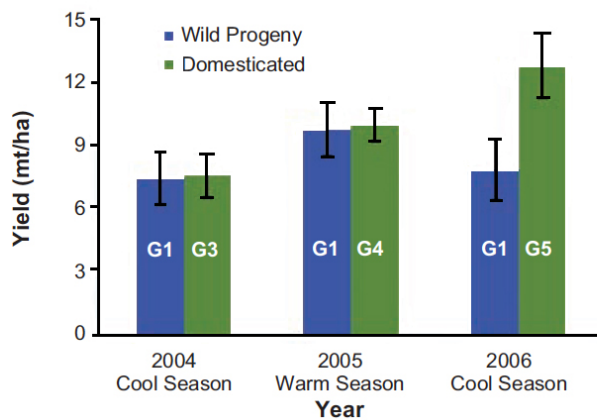 Wild Progeny
Domesticated
Yield (mt/ha)
15
12
9
6
3
0
G1 G3 G1 G4 G1 G5
2004 2005 2006
Cool Season Warm Season Cool Season
Year